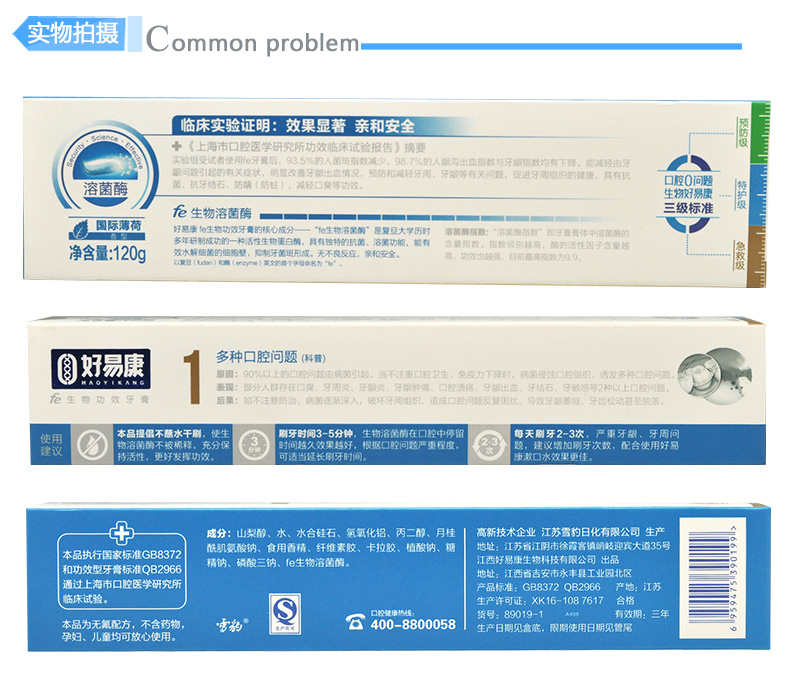 实物拍摄
Common problem
Security · Science · Effective
溶菌酶
国际薄荷
香型
净含量:120g
临床实验证明：效果显著 亲和安全
《上海市口腔医学研究所功效临床试验报告》摘要
实验组受试者使用fe牙膏后，93.5%的人菌斑指数减少，98.7%的人龈沟出血指数与牙龈指数均有下降。能减轻由牙
龈问题引起的有关症状，明显改善牙龈出血情况，预防和减轻牙周、牙龈等有关问题，促进牙周组织的健康。具有抗
菌、抗牙结石、防龋（防蛀）、减轻口臭等功效。
fe 生物溶菌酶
好易康 fe生物功效牙膏的核心成分——“fe生物溶菌酶”是复旦大学历时
多年研制成功的一种活性生物蛋白酶，具有独特的抗菌、溶菌功能，能有
效水解细菌的细胞壁，抑制牙菌斑形成。无不良反应，亲和安全。
以复旦（fudan）和酶（enzyme）英文的首个字母命名为“fe”。
溶菌酶指数：“溶菌酶指数”即牙膏膏体中溶菌酶的
含量指数。指数级别越高，酶的活性因子含量越
高，功效也越强，目前最高指数为9.9。
口腔0问题
生物好易康
三级标准
预防级
特护级
急救级
好易康
HAOYIKANG
fe 生物功效牙膏
1
多种口腔问题（科普）
原因：90%以上的口腔问题由病菌引起，当不注重口腔卫生、免疫力下降时，病菌侵蚀口腔组织，诱发多种口腔问题。
表现：部分人群存在口臭、牙周炎、牙龈炎、牙龈肿痛、口腔溃疡、牙龈出血、牙结石、牙敏感等2种以上口腔问题。
后果：如不注意防治，病菌逐渐深入，破坏牙周组织，造成口腔问题反复困扰，导致牙龈萎缩，牙齿松动甚至脱落。
使用
建议
本品提倡不蘸水干刷，使生
物溶菌酶不被稀释，充分保
持活性，更好发挥功效。
3
分钟
刷牙时间3-5分钟，生物溶菌酶在口腔中停留
时间越久效果越好，根据口腔问题严重程度，
可适当延长刷牙时间。
2-3
次
每天刷牙2-3次，严重牙龈、牙周问
题，建议增加刷牙次数，配合使用好易
康漱口水效果更佳。
本品执行国家标准GB8372
和功效型牙膏标准QB2966
通过上海市口腔医学研究所
临床试验。
本品为无氟配方，不含药物，
孕妇、儿童均可放心使用。
成分：山梨醇、水、水合硅石、氢氧化铝、丙二醇、月桂
酰肌氨酸钠、食用香精、纤维素胶、卡拉胶、植酸钠、糖
精钠、磷酸三钠、fe生物溶菌酶。
雪豹®
QS
生产许可
口腔健康热线：
400-8800058
高新技术企业 江苏雪豹日化有限公司 生产
地址：江苏省江阴市徐霞客镇峭岐迎宾大道35号
江西好易康生物科技有限公司 出品
地址：江西省吉安市永丰县工业园北区
产品标准：GB8372 QB2966 产地：江苏
生产许可证：XK16-108 7617 合格
货号：89019-1 A495 有效期：三年
生产日期见盒底，限期使用日期见管尾
6 959475 390199